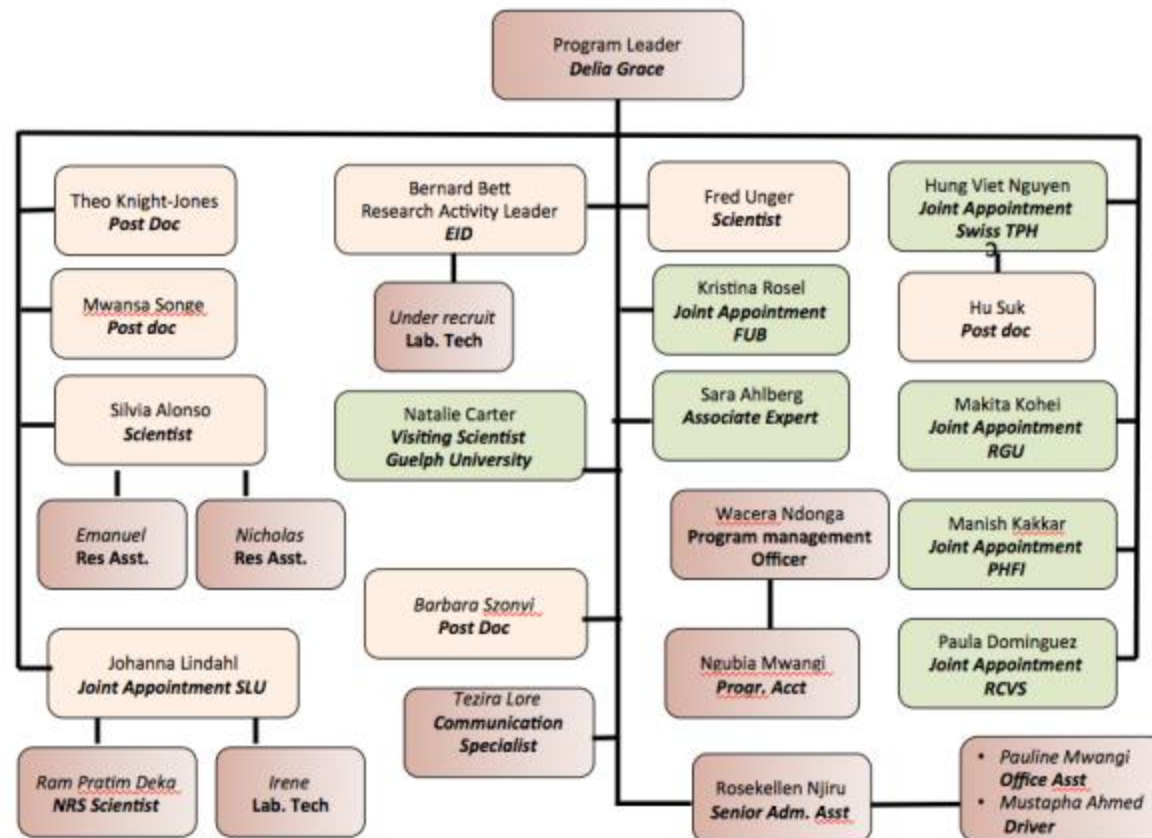 Program Leader
Delia Grace
Theo Knight-Jones
Post Doc
Bernard Bett
Research Activity Leader
EID
Fred Unger
Scientist
Hung Viet Nguyen
Joint Appointment
Swiss TPH
Mwansa Songe
Post doc
Under recruit
Lab. Tech
Kristina Rosel
Joint Appointment
FUB
Hu Suk
Post doc
Silvia Alonso
Scientist
Natalie Carter
Visiting Scientist
Guelph University
Sara Ahlberg
Associate Expert
Makita Kohei
Joint Appointment
RGU
Emanuel
Res Asst.
Nicholas
Res Asst.
Wacera Ndonga
Program management
Officer
Manish Kakkar
Joint Appointment
PHFI
Barbara Szonyi
Post Doc
Johanna Lindahl
Joint Appointment SLU
Ngubia Mwangi
Progr. Acct
Paula Dominguez
Joint Appointment
RCVS
Tezira Lore
Communication
Specialist
Ram Pratim Deka
NRS Scientist
Irene
Lab. Tech
Rosekellen Njiru
Senior Adm. Asst
• Pauline Mwangi
Office Asst
• Mustapha Ahmed
Driver